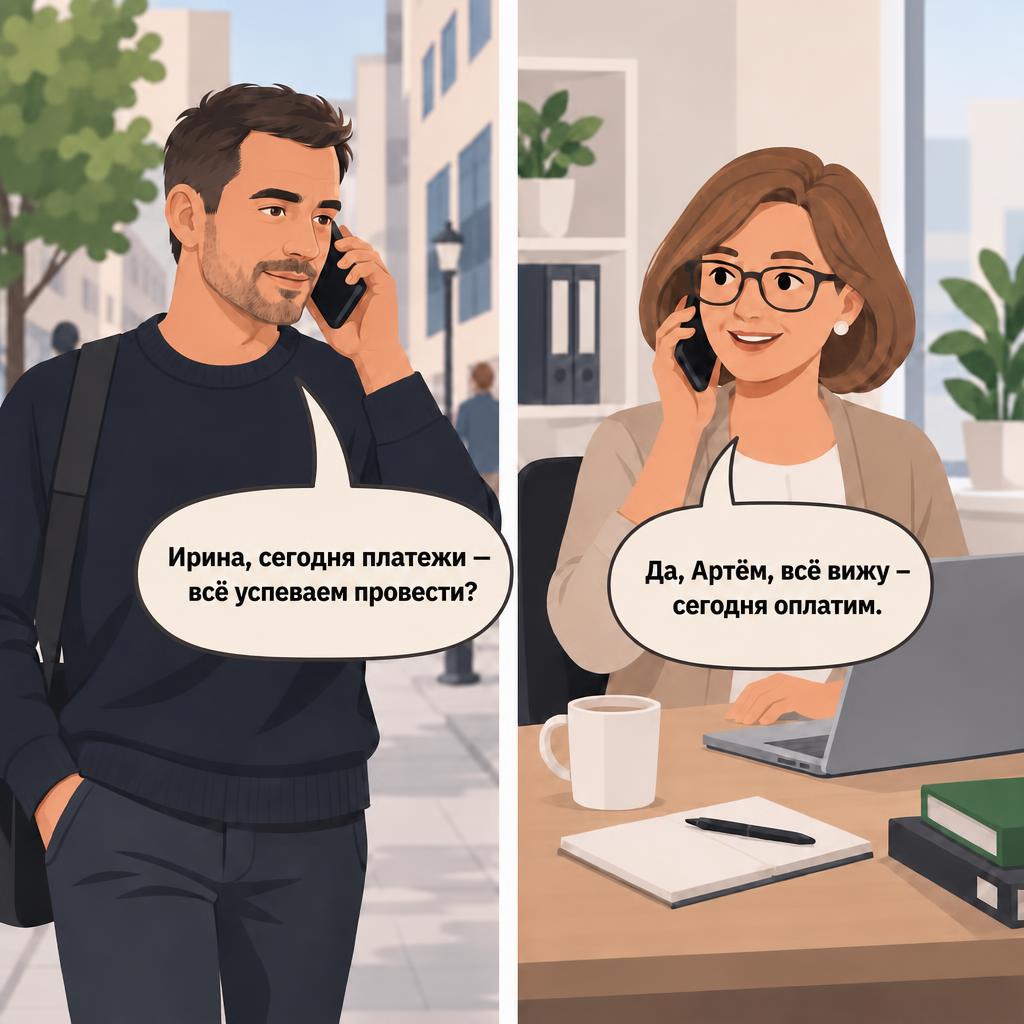 Ирина, сегодня платежи –
всё успеваем провести?
Да, Артём, всё вижу –
сегодня оплатим.